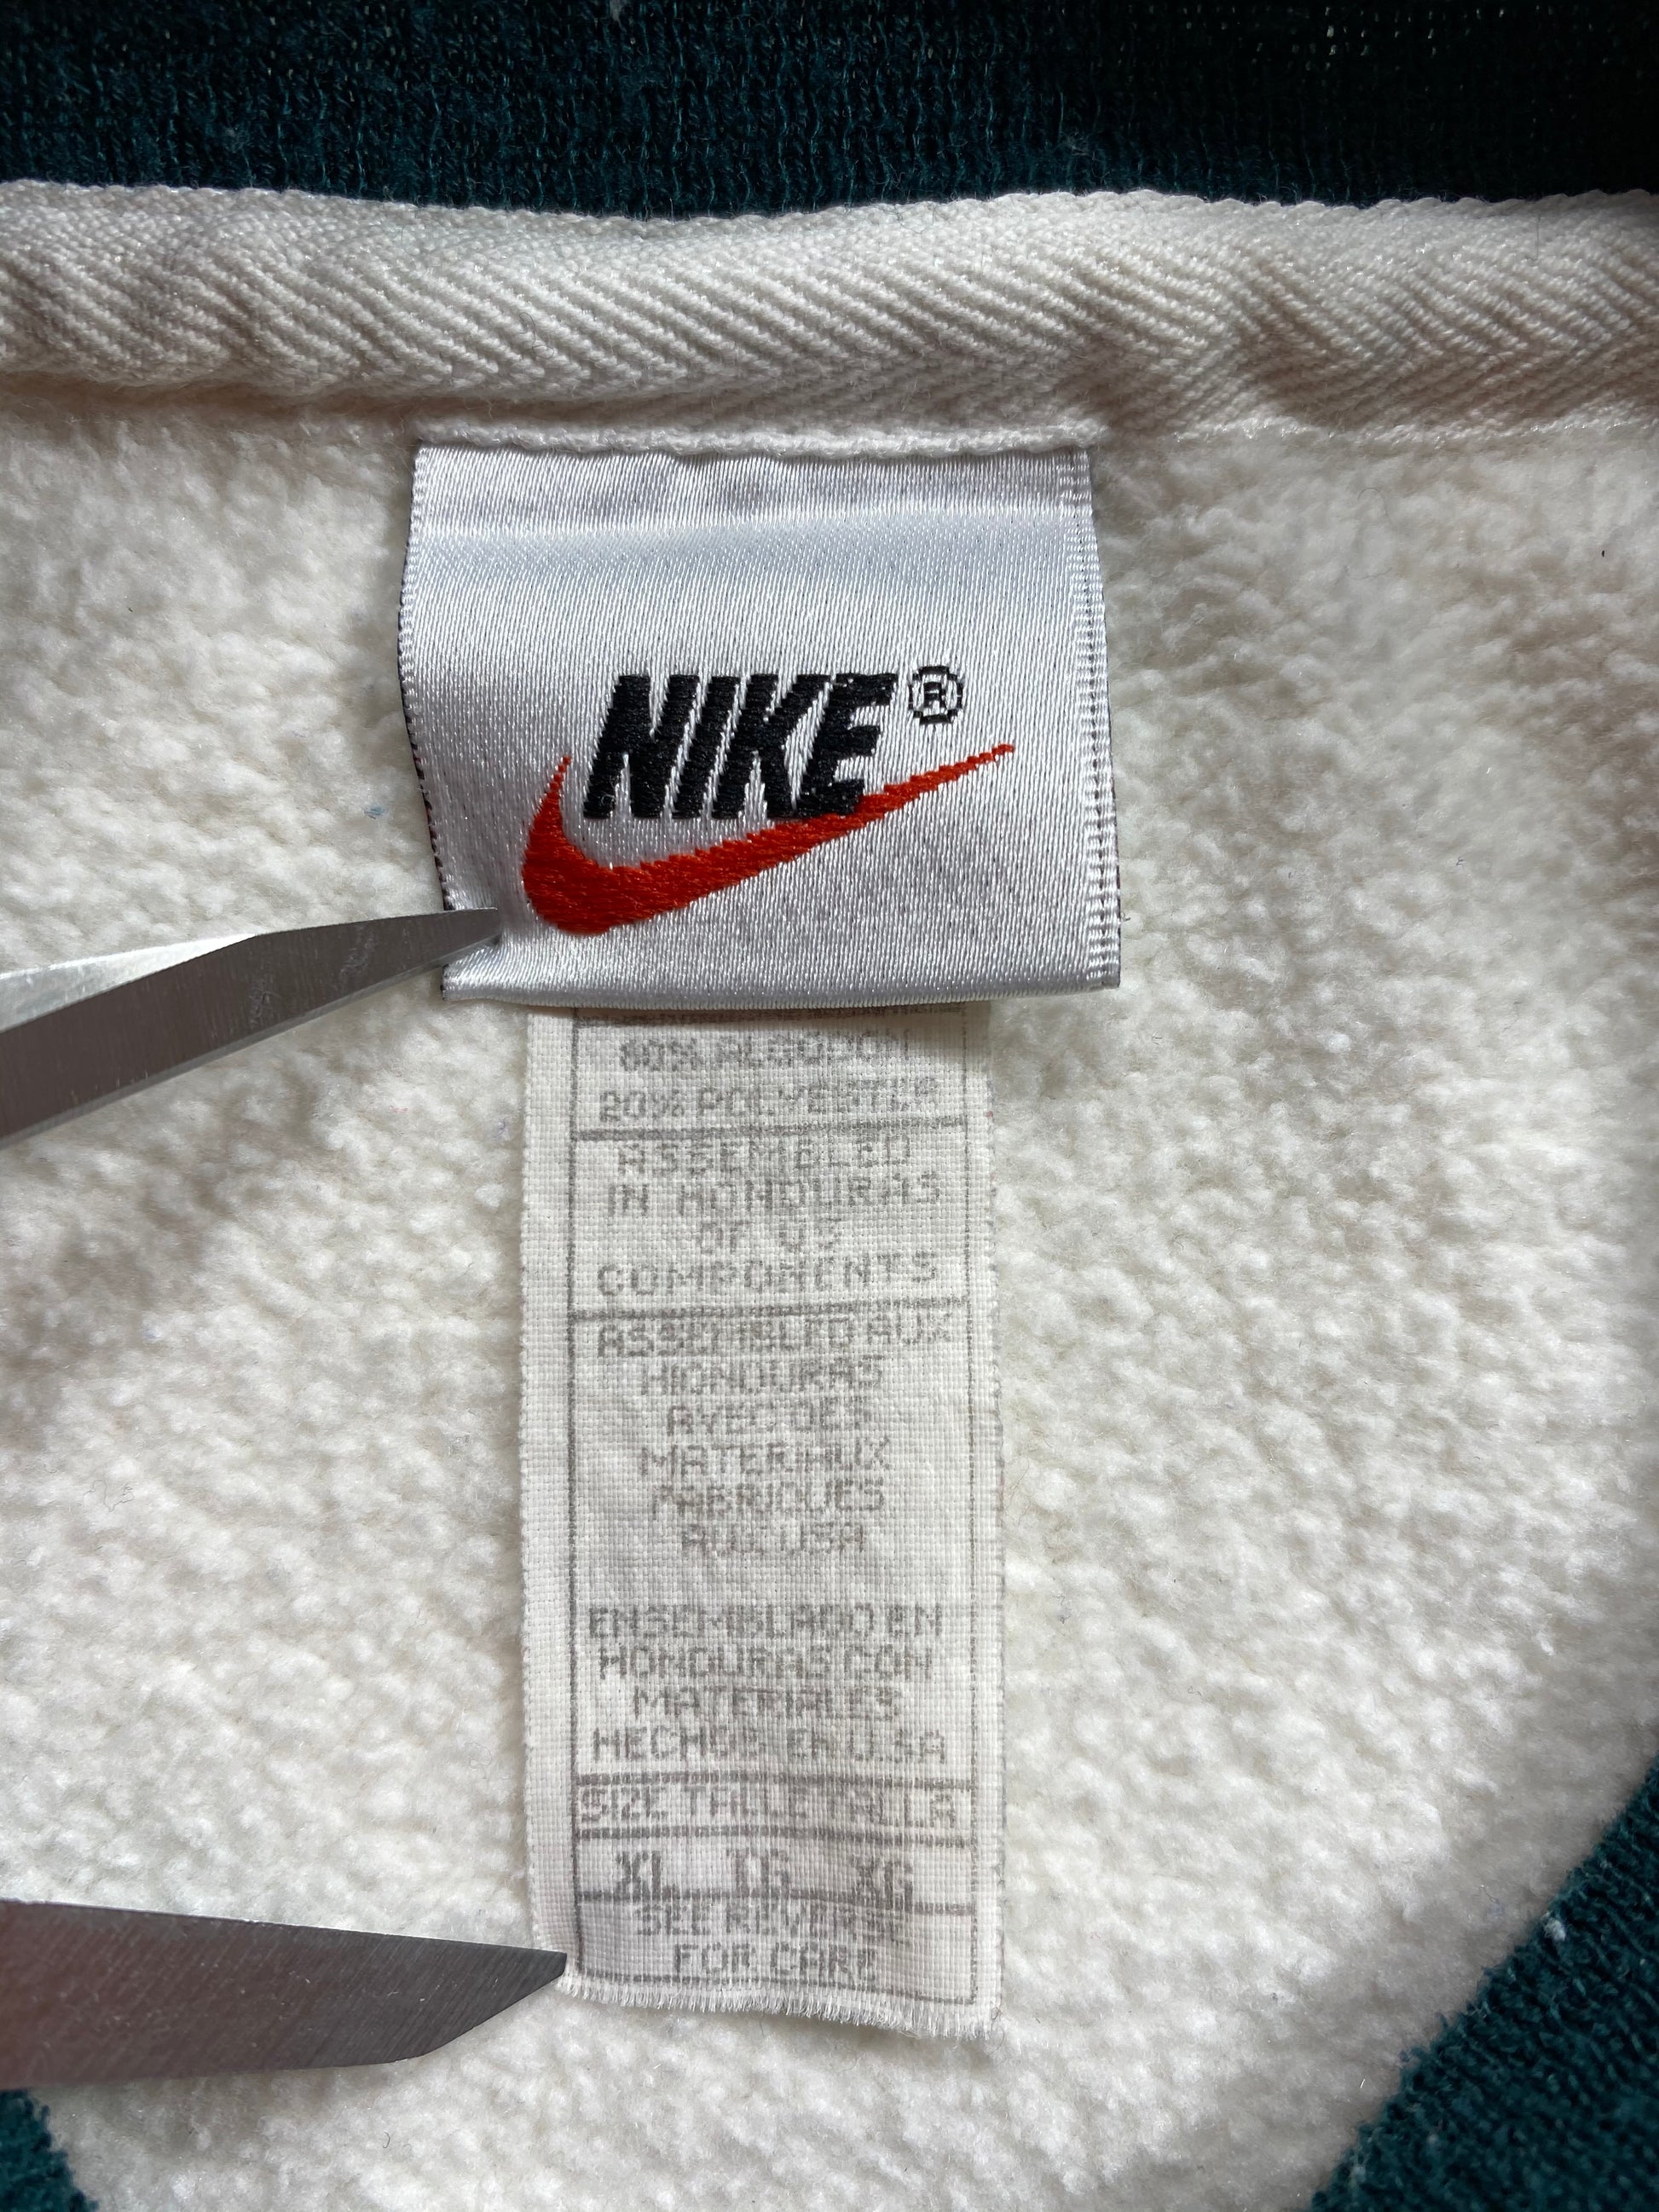 NIKE®
80% ALGODON
20% POLYESTER
ASSEMBLED
IN HONDURAS
OF US
COMPONENTS
ASSEMBLED AUX
HONDURAS
AVEC DES
MATERIAUX
FABRIQUES
AUX USA
ENSEMBLADO EN
HONDURAS CON
MATERIALES
HECHOS EN U.S.A
SIZE TAILLE TALLA
XL TG XG
SEE REVERSE
FOR CARE